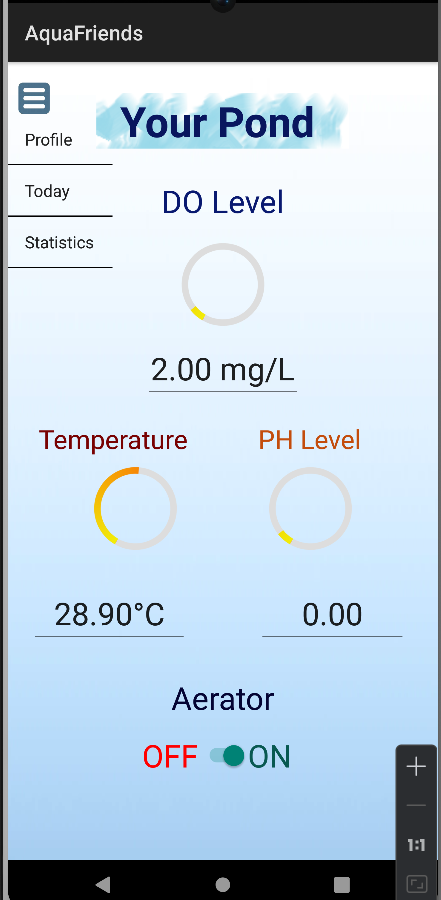 AquaFriends
Your Pond
Profile
Today
Statistics
DO Level
2.00 mg/L
Temperature
PH Level
28.90°C
0.00
Aerator
OFF ON
1:1